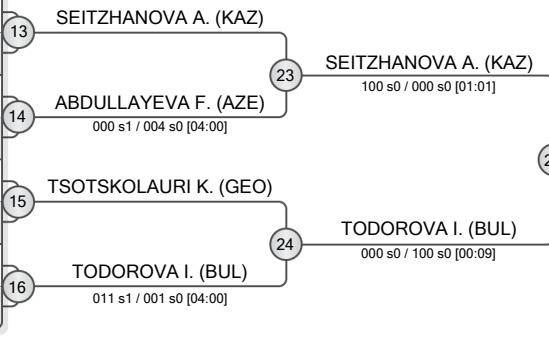 SEITZHANOVA A. (KAZ)
13
23
SEITZHANOVA A. (KAZ)
100 s0 / 000 s0 [01:01]
ABDULLAYEVA F. (AZE)
14
000 s1 / 004 s0 [04:00]
TSOTSKOLAURI K. (GEO)
15
24
TODOROVA I. (BUL)
000 s0 / 100 s0 [00:09]
TODOROVA I. (BUL)
16
011 s1 / 001 s0 [04:00]